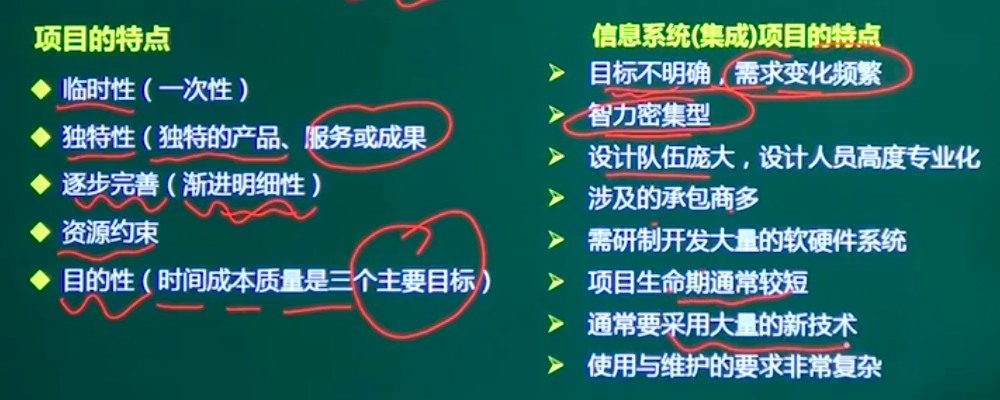 项目的特点
临时性（一次性）
独特性（独特的产品、服务或成果
逐步完善（渐进明细性）
资源约束
目的性（时间成本质量是三个主要目标）
信息系统(集成)项目的特点
目标不明确，需求变化频繁
智力密集型
设计队伍庞大，设计人员高度专业化
涉及的承包商多
需研制开发大量的软硬件系统
项目生命期通常较短
通常要采用大量的新技术
使用与维护的要求非常复杂